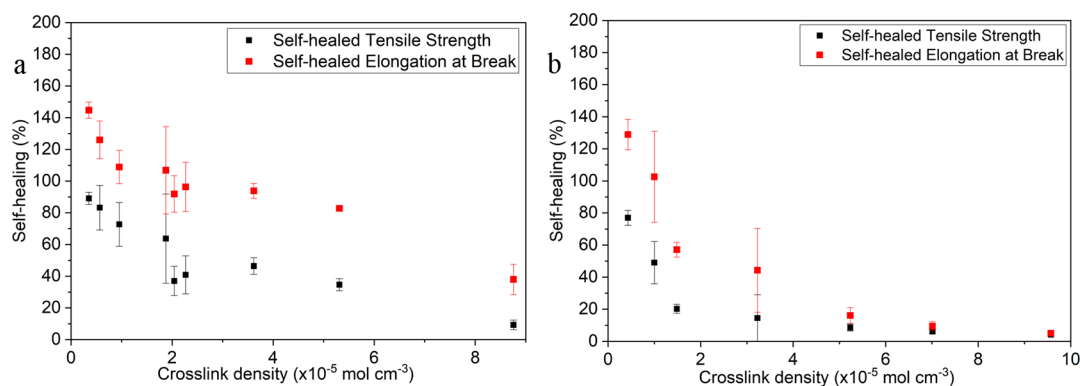 a
200
180
160
140
120
100
80
60
40
20
0
Self-healing (%)
Self-healed Tensile Strength
Self-healed Elongation at Break
0 2 4 6 8
Crosslink density (x10⁻⁵ mol cm⁻³)
b
200
180
160
140
120
100
80
60
40
20
0
Self-healing (%)
Self-healed Tensile Strength
Self-healed Elongation at Break
0 2 4 6 8 10
Crosslink density (x10⁻⁵ mol cm⁻³)